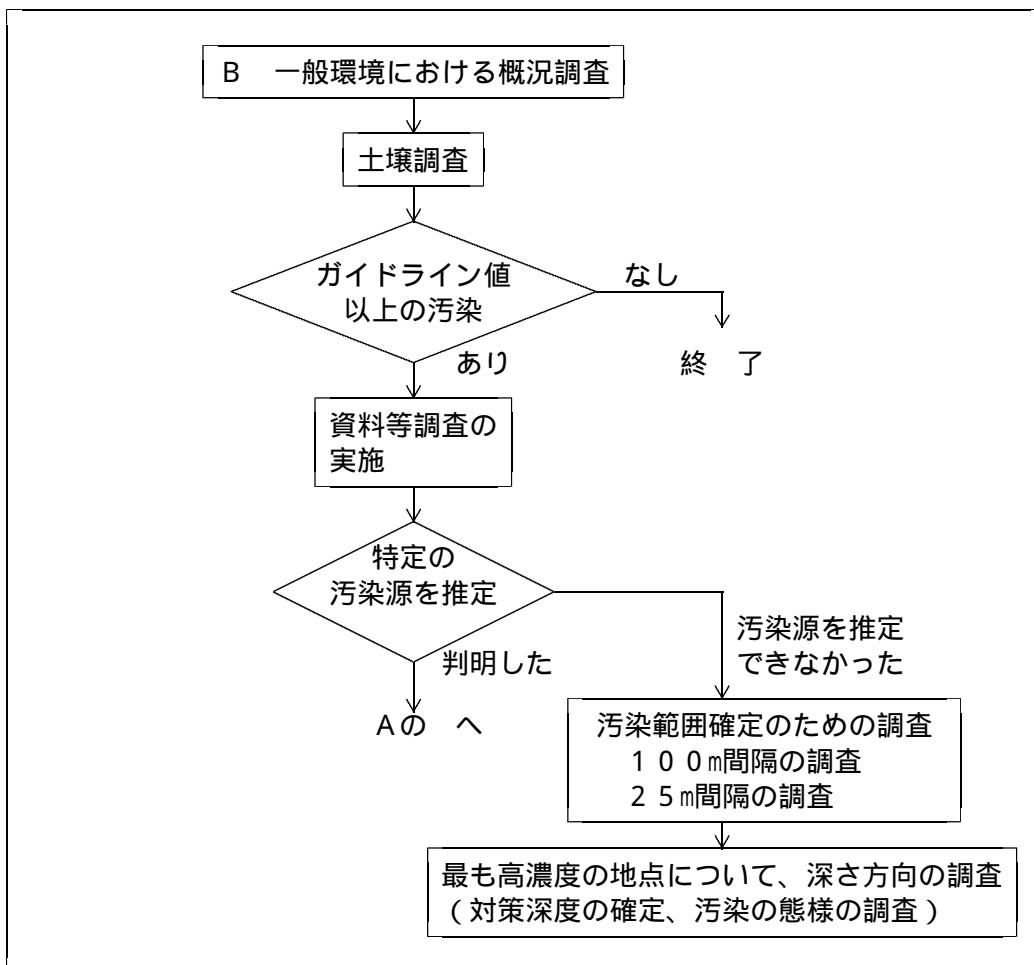 B　一般環境における概況調査
土壌調査
ガイドライン値
以上の汚染
なし
あり
終　了
資料等調査の
実施
特定の
汚染源を推定
汚染源を推定
できなかった
判明した
Aの　へ
汚染範囲確定のための調査
１００㎡間隔の調査
２５㎡間隔の調査
最も高濃度の地点について、深さ方向の調査
（対策深度の確定、汚染の態様の調査）